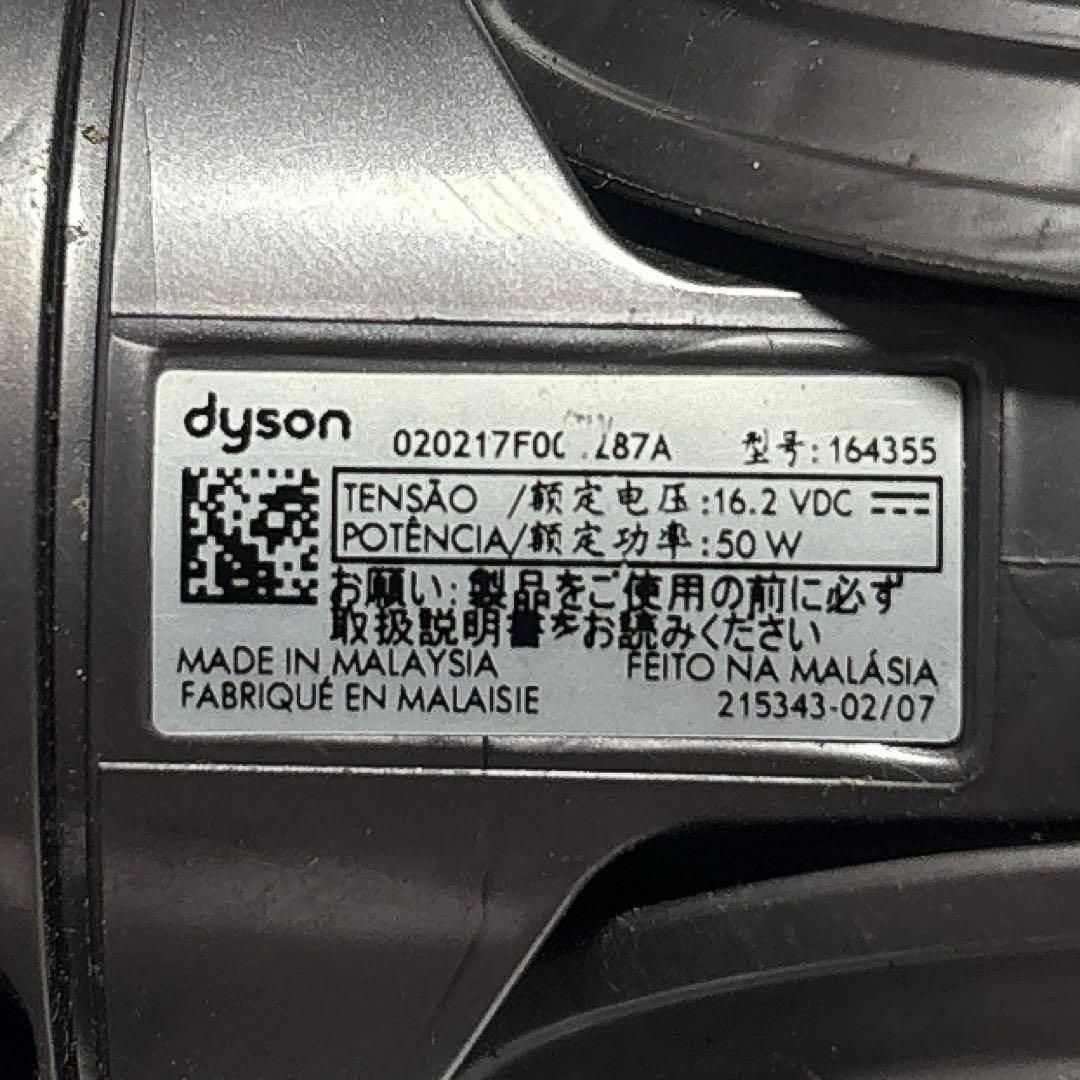 dyson
型号:164355
TENSÃO /额定电压:16.2 VDC
POTÊNCIA/额定功率:50 W
お願い:製品をご使用の前に必ず
取扱説明書をお読みください
MADE IN MALAYSIA FEITO NA MALÁSIA
FABRIQUÉ EN MALAISIE 215343-02/07